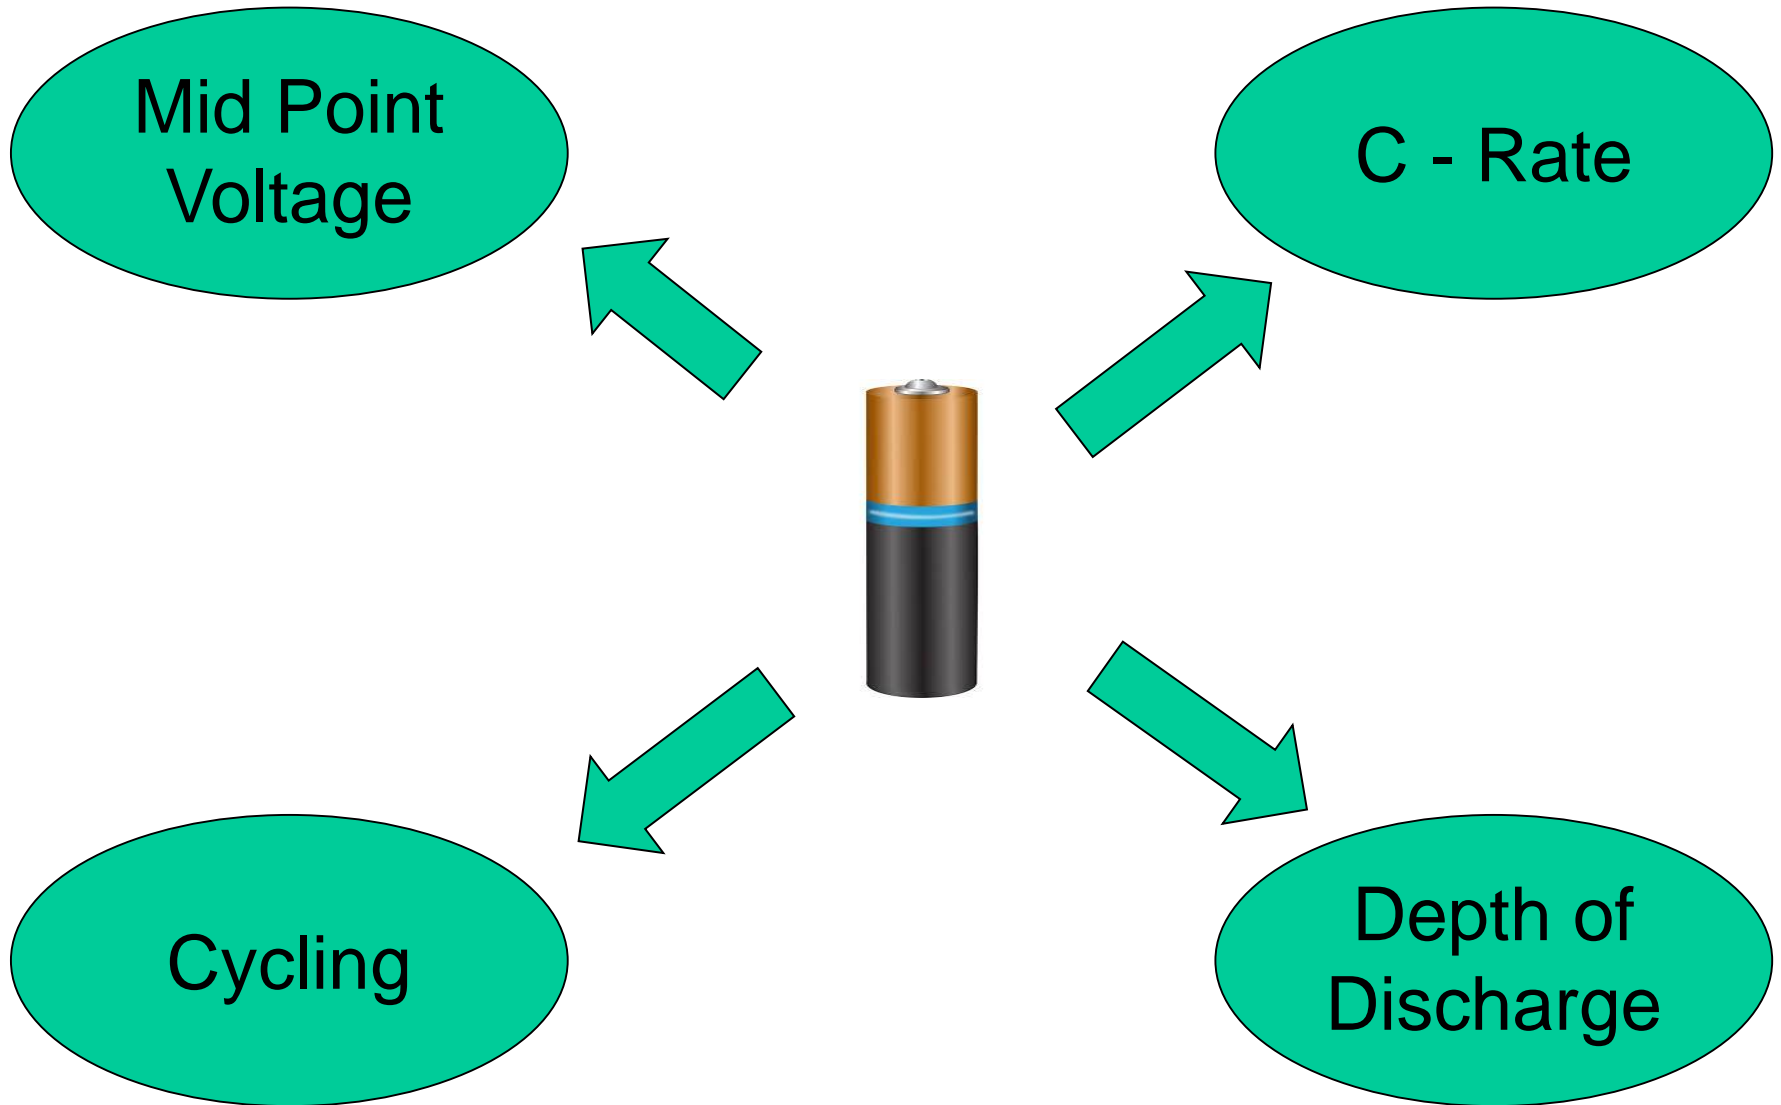 Mid Point
Voltage
C - Rate
Cycling
Depth of
Discharge